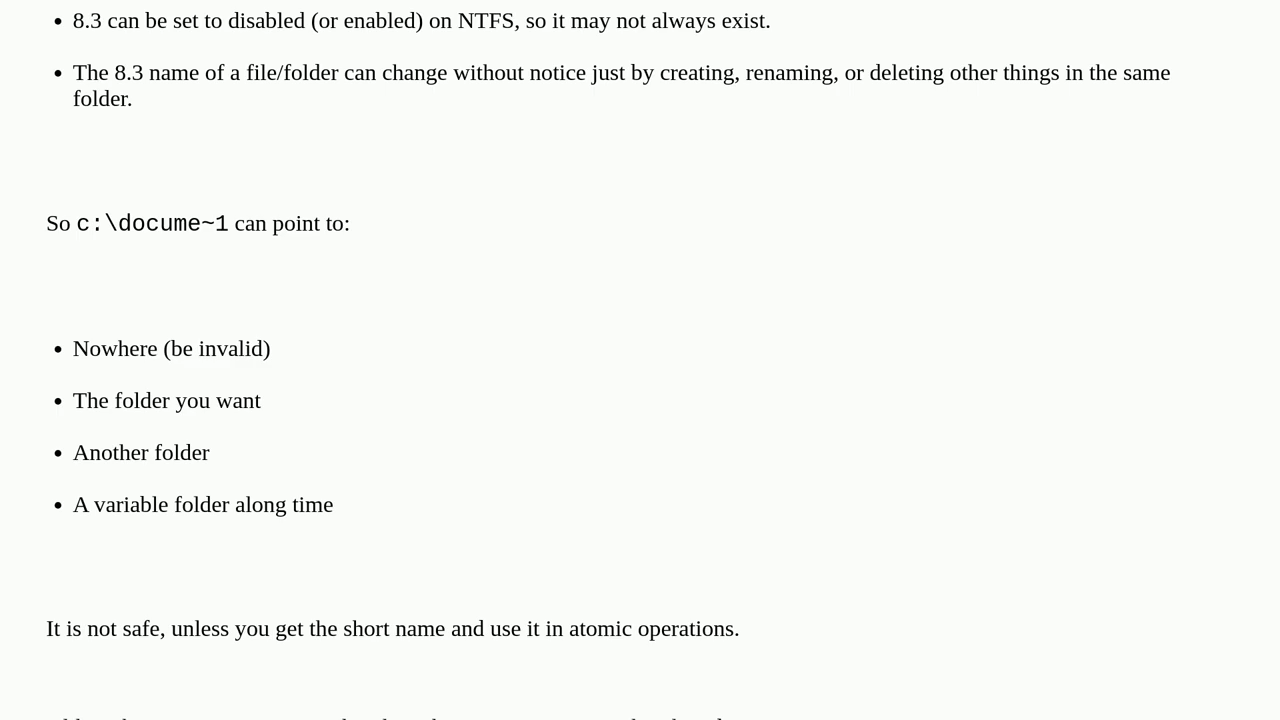 • 8.3 can be set to disabled (or enabled) on NTFS, so it may not always exist.
• The 8.3 name of a file/folder can change without notice just by creating, renaming, or deleting other things in the same
folder.
So c:\docume~1 can point to:
• Nowhere (be invalid)
• The folder you want
• Another folder
• A variable folder along time
It is not safe, unless you get the short name and use it in atomic operations.